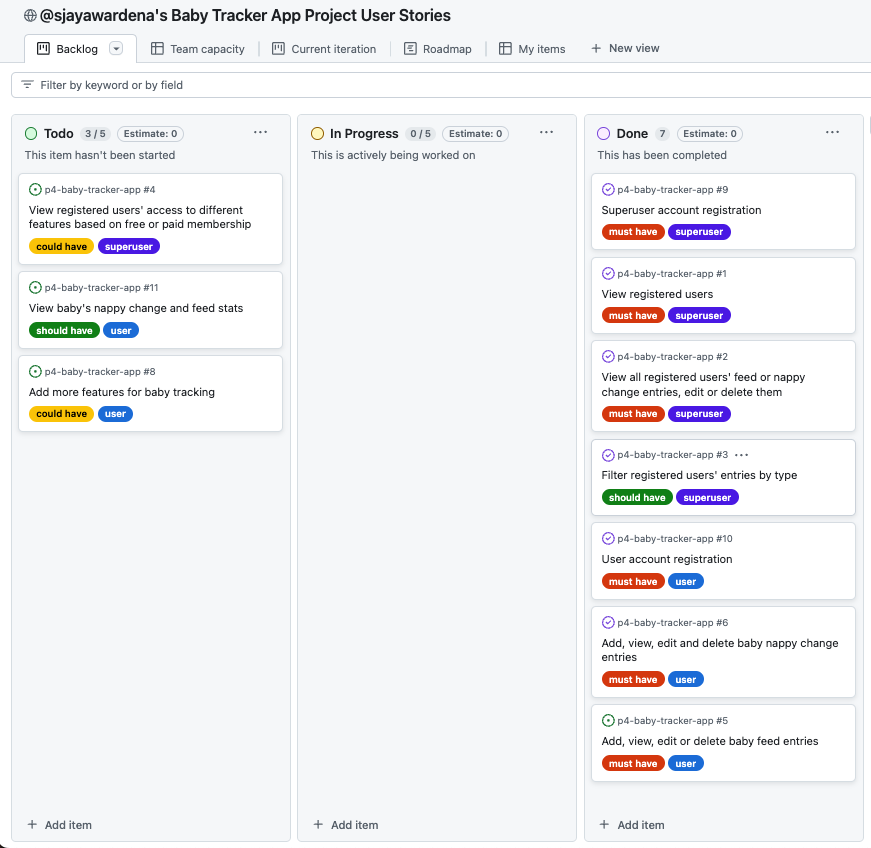 @sjayawardena's Baby Tracker App Project User Stories
Backlog
Team capacity
Current iteration
Roadmap
My items
New view
Filter by keyword or by field
Todo 3 / 5 Estimate: 0
This item hasn't been started
p4-baby-tracker-app #4
View registered users' access to different
features based on free or paid membership
could have superuser
p4-baby-tracker-app #11
View baby's nappy change and feed stats
should have user
p4-baby-tracker-app #8
Add more features for baby tracking
could have user
Add item
In Progress 0 / 5 Estimate: 0
This is actively being worked on
Add item
Done 7 Estimate: 0
This has been completed
p4-baby-tracker-app #9
Superuser account registration
must have superuser
p4-baby-tracker-app #1
View registered users
must have superuser
p4-baby-tracker-app #2
View all registered users' feed or nappy
change entries, edit or delete them
must have superuser
p4-baby-tracker-app #3
Filter registered users' entries by type
should have superuser
p4-baby-tracker-app #10
User account registration
must have user
p4-baby-tracker-app #6
Add, view, edit and delete baby nappy change
entries
must have user
p4-baby-tracker-app #5
Add, view, edit or delete baby feed entries
must have user
Add item